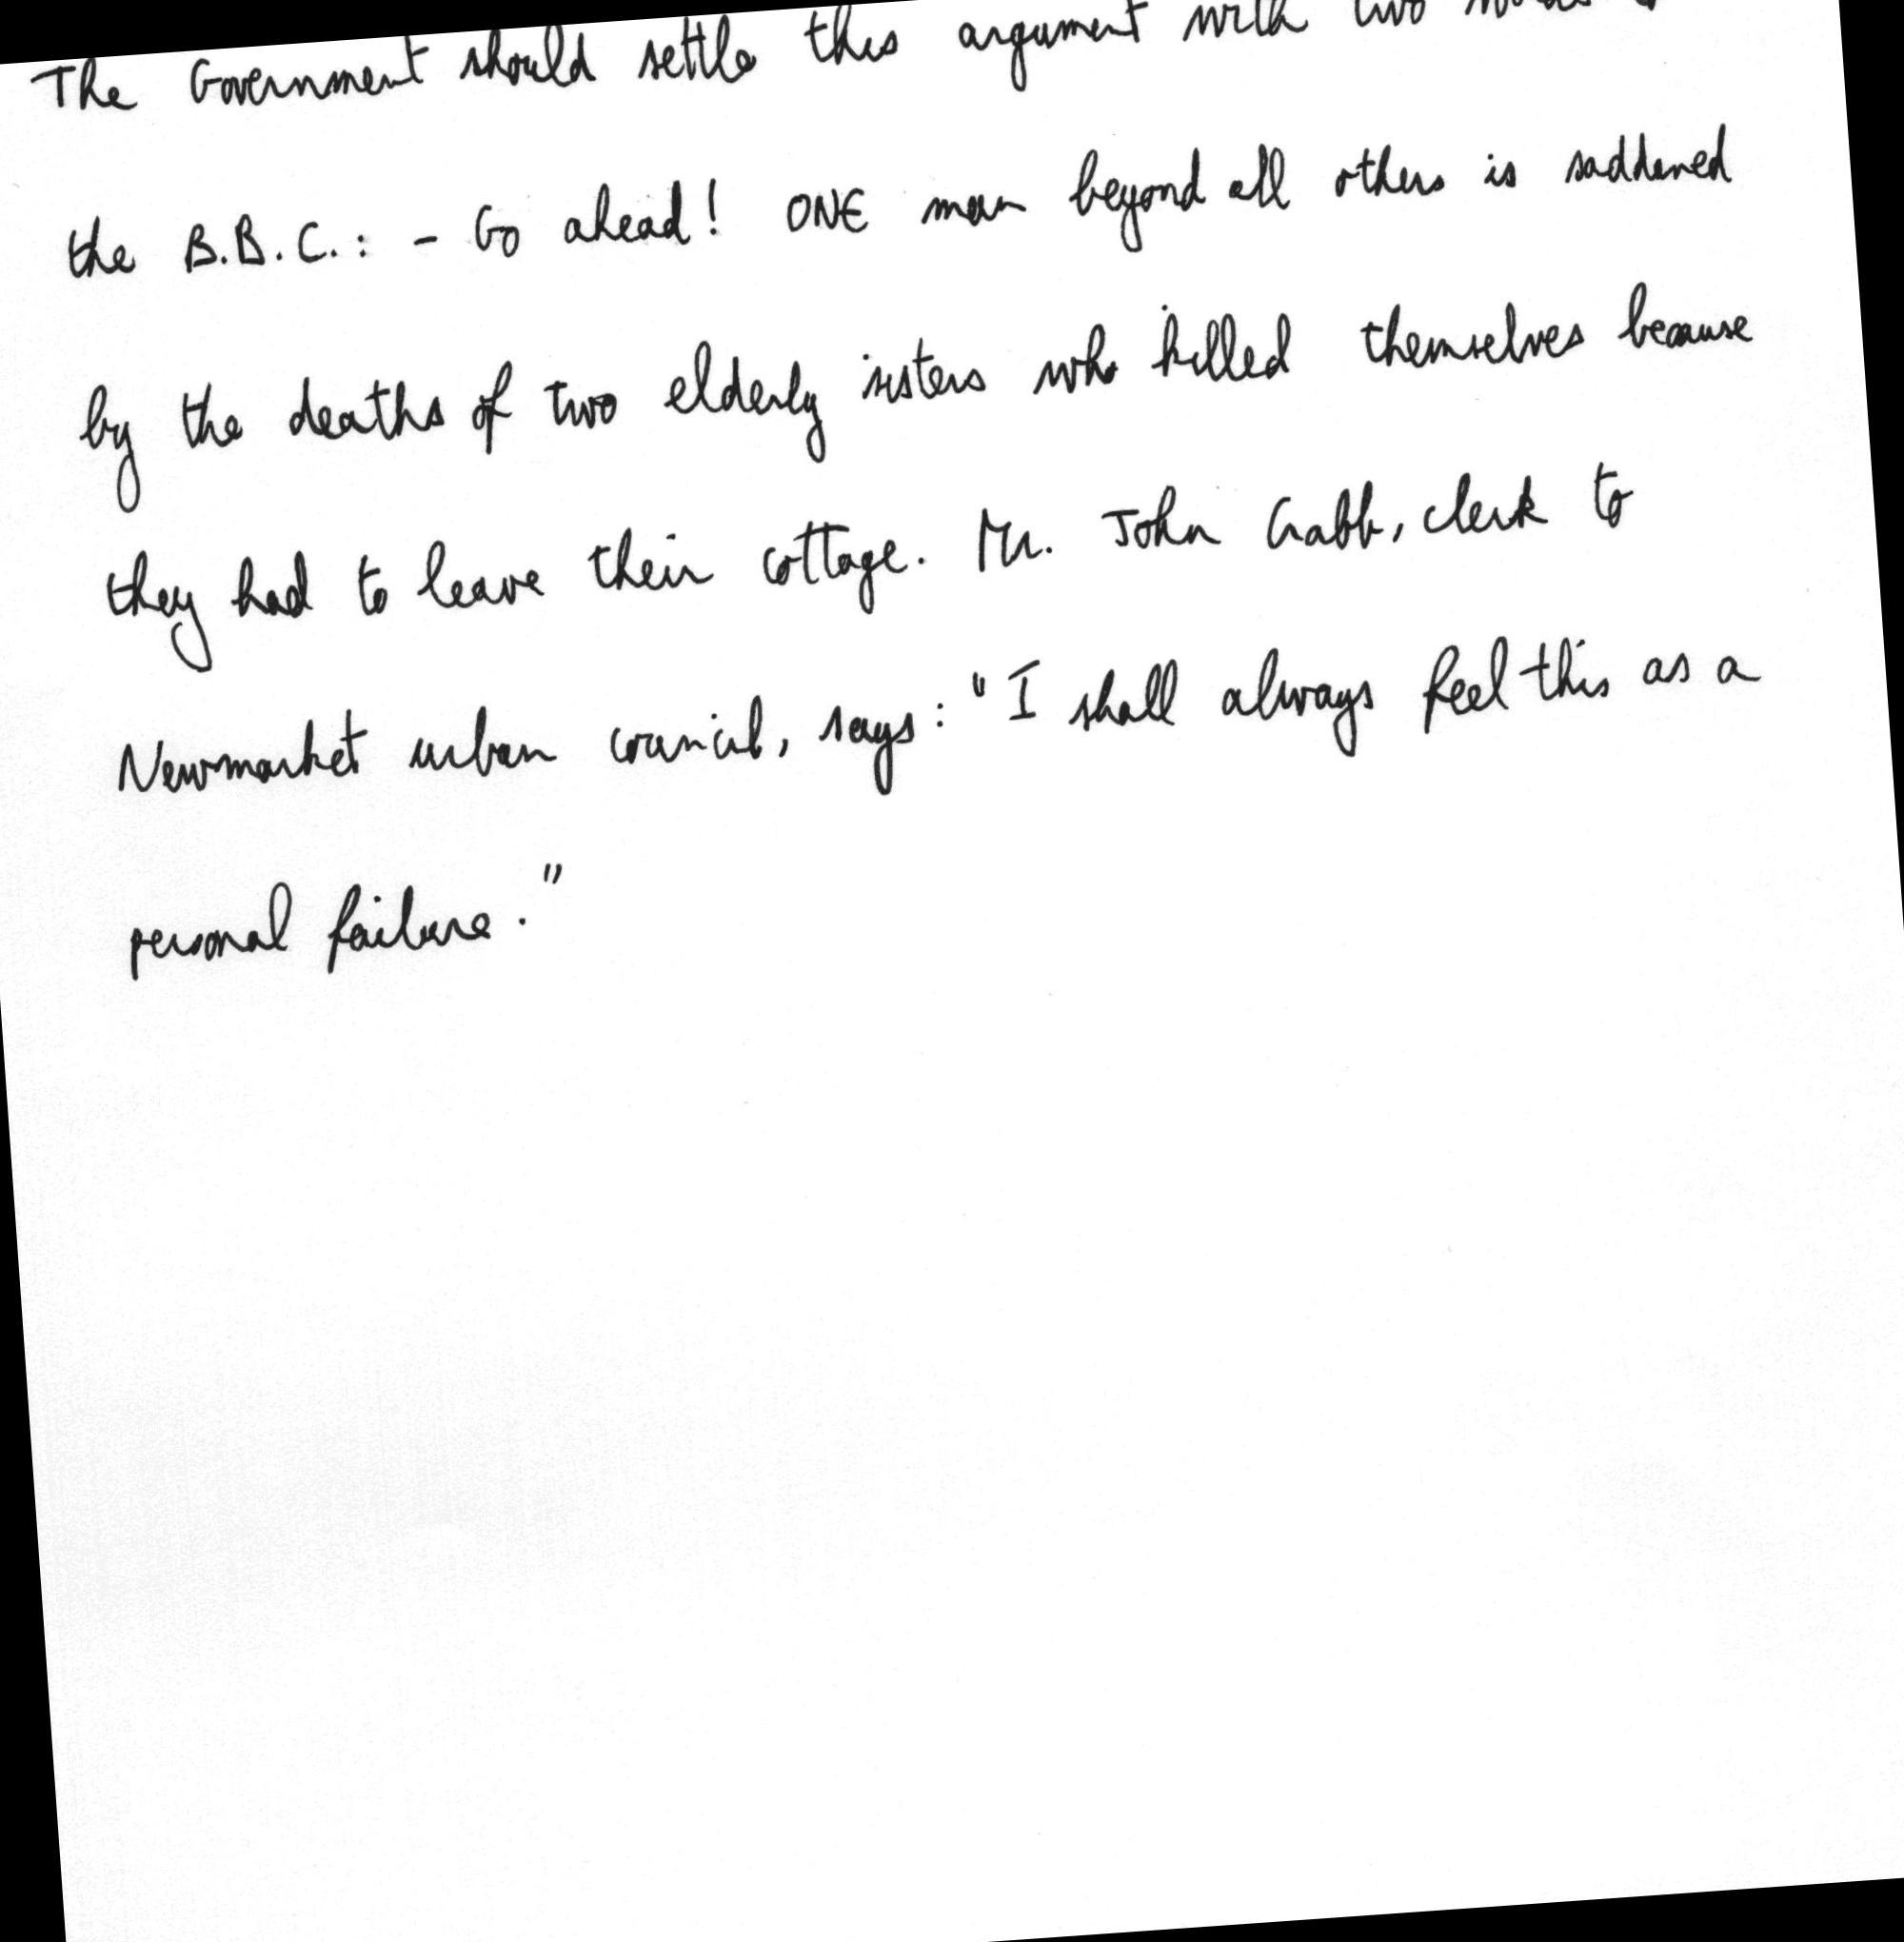 The Government should settle this argument with two
the B.B.C.: - Go ahead! ONE man beyond all others is saddened
by the deaths of two elderly sisters who killed themselves because
they had to leave their cottage. Mr. John Crabb, clerk to
Newmarket urban council, says: "I shall always feel this as a
personal failure."